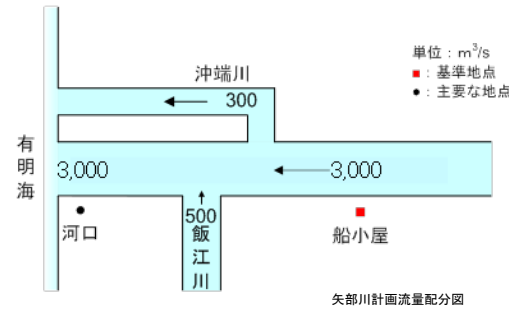 単位：m³/s
■：基準地点
●：主要な地点
沖端川
300
有明海
3,000
3,000
500
河口
飯江川
船小屋
矢部川計画流量配分図